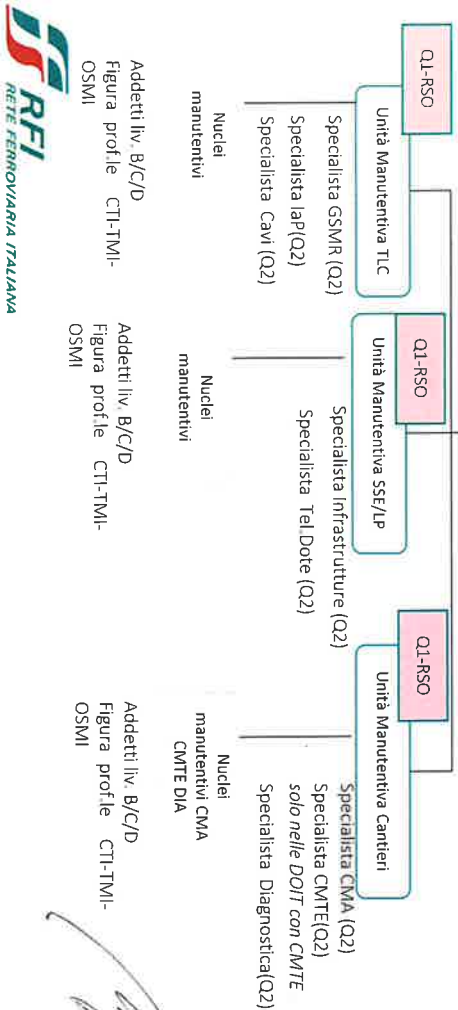 Q1-RSO
Unità Manutentiva TLC
Specialista GSMR (Q2)
Specialista IaP(Q2)
Specialista Cavi (Q2)
Nuclei
manutentivi
Addetti liv. B/C/D
Figura prof.le CTI-TMI-
OSMI
Q1-RSO
Unità Manutentiva SSE/LP
Specialista Infrastrutture (Q2)
Specialista Tel.Dote (Q2)
Nuclei
manutentivi
Addetti liv. B/C/D
Figura prof.le CTI-TMI-
OSMI
Q1-RSO
Unità Manutentiva Cantieri
Specialista CMA (Q2)
Specialista CMTE(Q2)
solo nelle DOIT con CMTE
Specialista Diagnostica(Q2)
Nuclei
manutentivi CMA
CMTE DIA
Addetti liv. B/C/D
Figura prof.le CTI-TMI-
OSMI
RFI
RETE FERROVIARIA ITALIANA